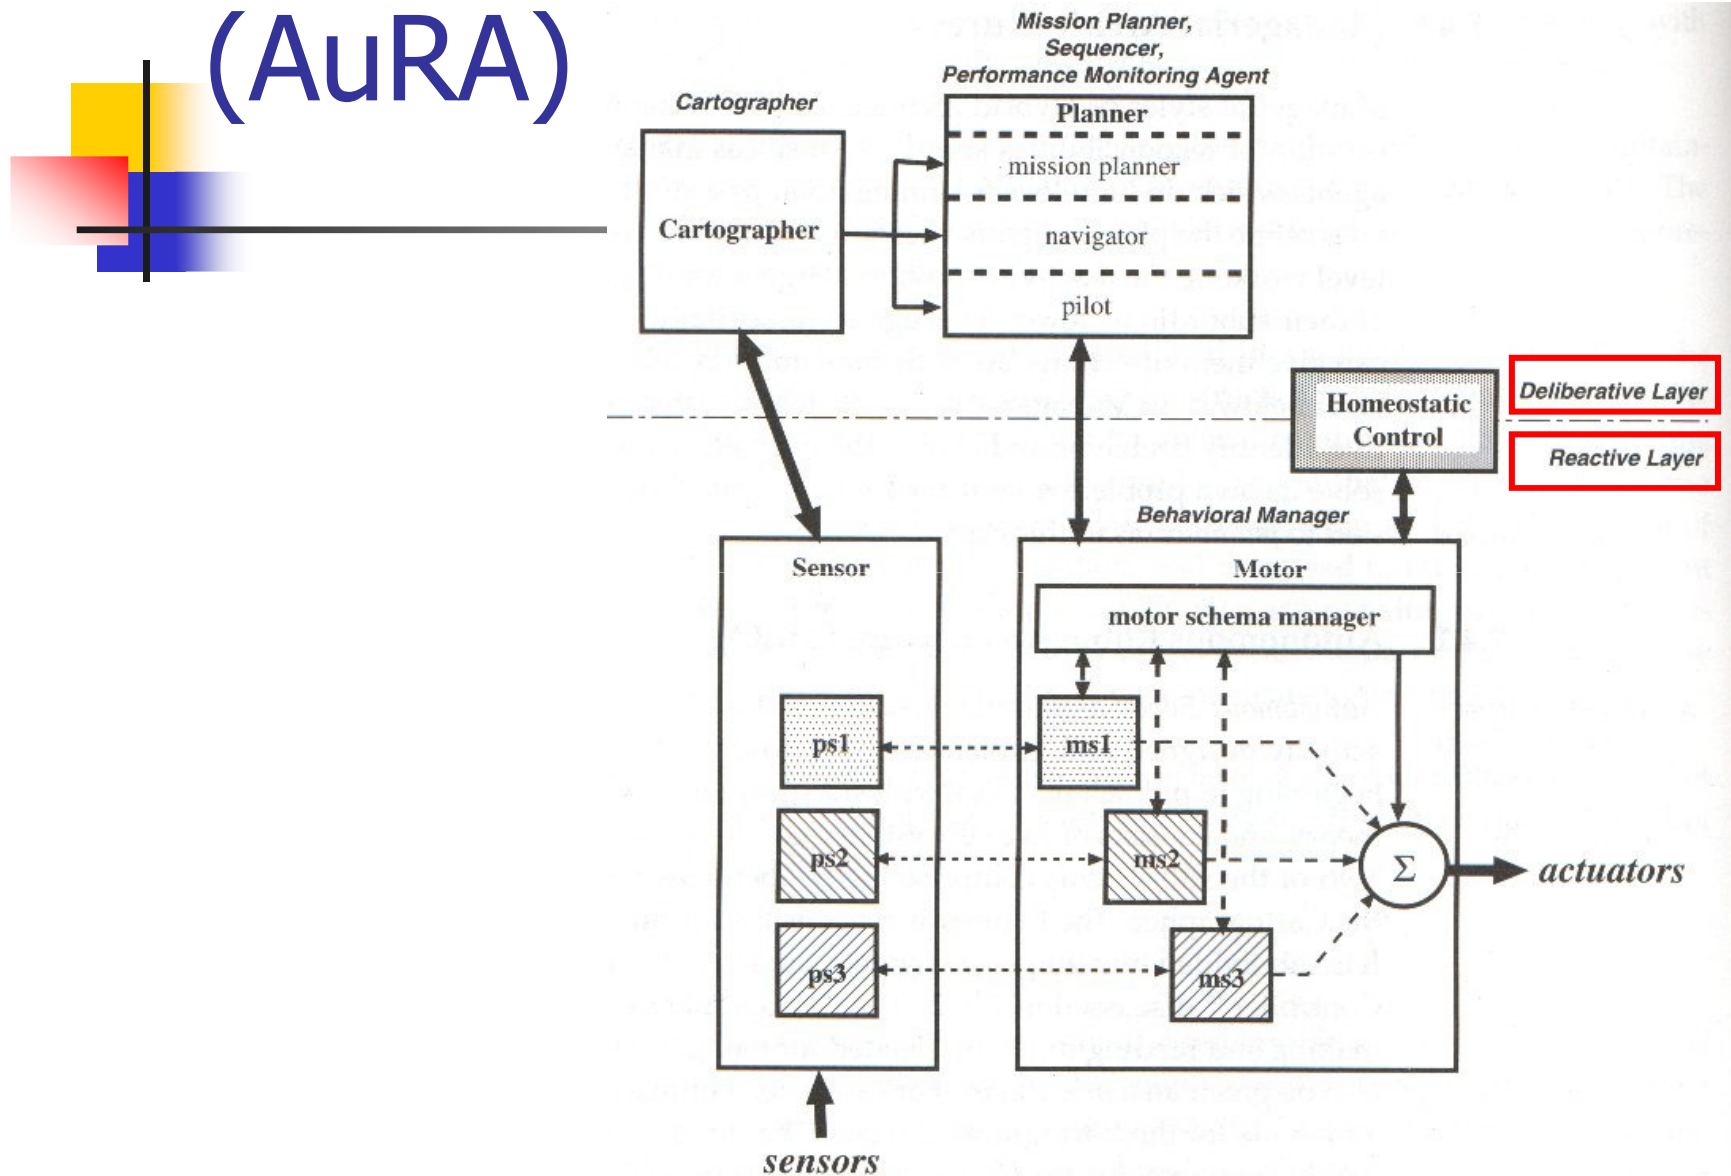 (AuRA)
Mission Planner,
Sequencer,
Performance Monitoring Agent
Cartographer
Planner
mission planner
Cartographer
navigator
pilot
Deliberative Layer
Homeostatic
Control
Reactive Layer
Behavioral Manager
Sensor
Motor
motor schema manager
ps1
ms1
ps2
ms2
Σ
actuators
ps3
ms3
sensors